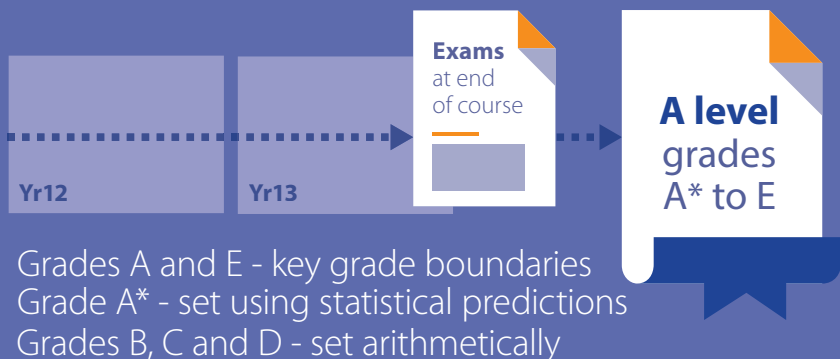 Exams
at end
of course
A level
grades
A* to E
Yr12
Yr13
Grades A and E - key grade boundaries
Grade A* - set using statistical predictions
Grades B, C and D - set arithmetically